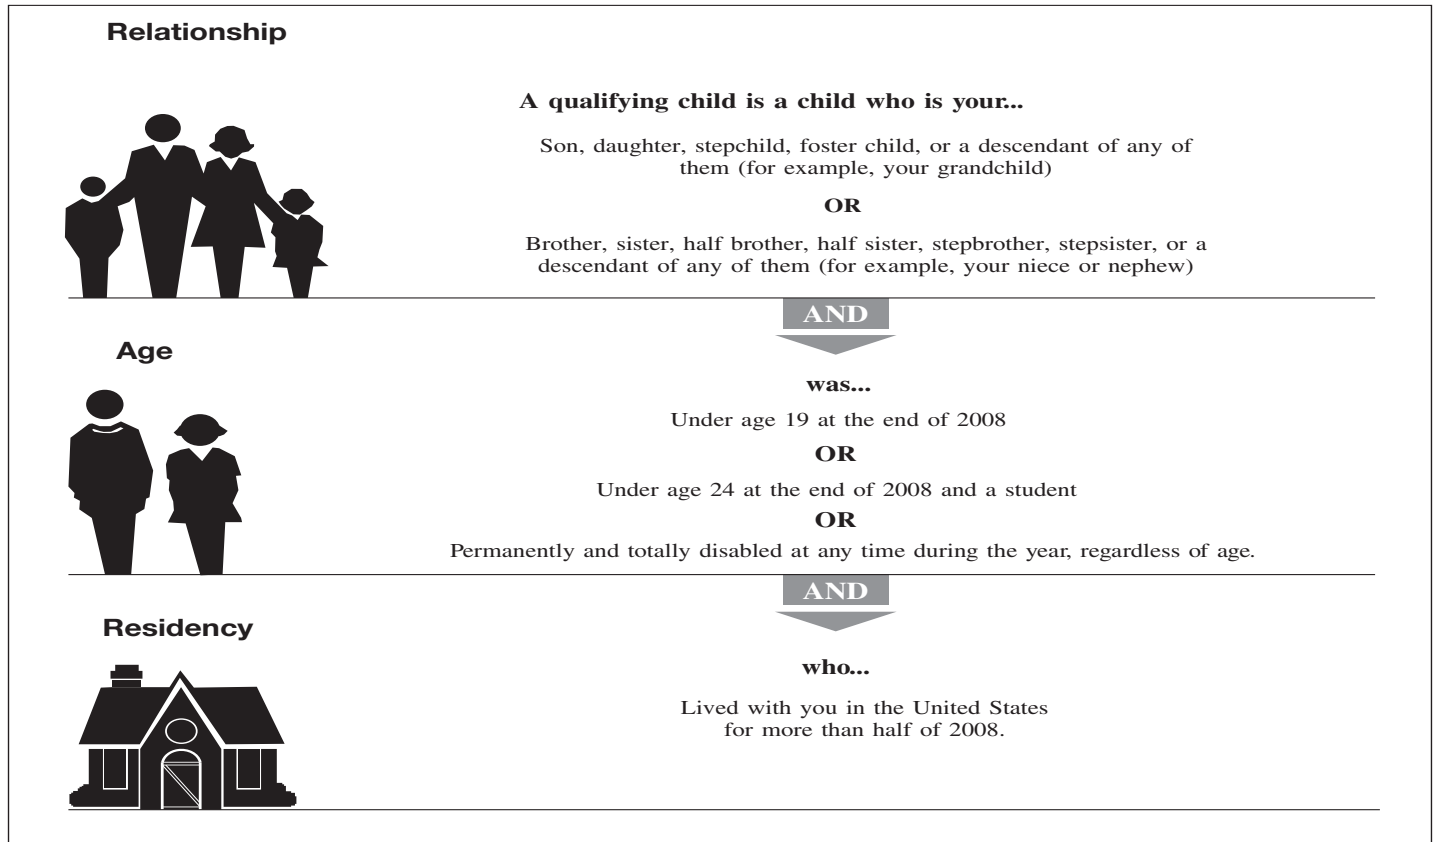 Relationship
A qualifying child is a child who is your...
Son, daughter, stepchild, foster child, or a descendant of any of
them (for example, your grandchild)
OR
Brother, sister, half brother, half sister, stepbrother, stepsister, or a
descendant of any of them (for example, your niece or nephew)
AND
Age
was...
Under age 19 at the end of 2008
OR
Under age 24 at the end of 2008 and a student
OR
Permanently and totally disabled at any time during the year, regardless of age.
AND
Residency
who...
Lived with you in the United States
for more than half of 2008.